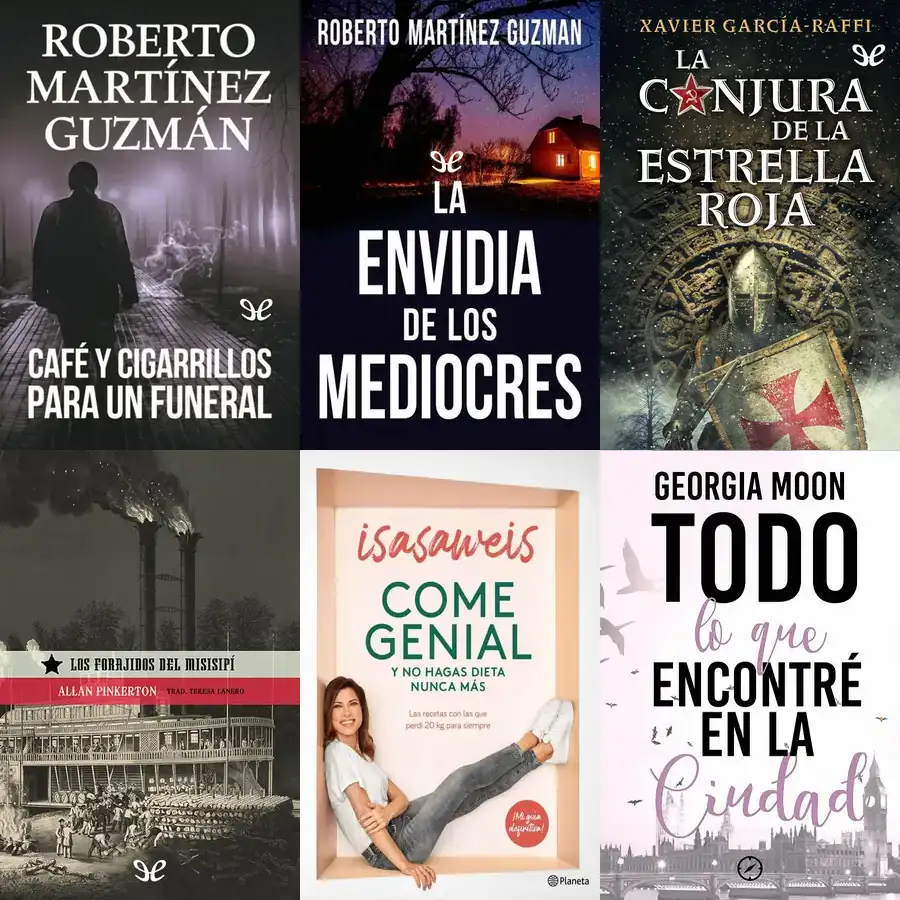 ROBERTO
MARTÍNEZ
GUZMÁN
CAFÉ Y CIGARRILLOS
PARA UN FUNERAL
ROBERTO MARTÍNEZ GUZMAN
LA
ENVIDIA
DE LOS
MEDIOCRES
XAVIER GARCÍA-RAFFI
LA
CONJURA
DE LA
ESTRELLA
ROJA
LOS FORAJIDOS DEL MISISIPÍ
ALLAN PINKERTON TRAD. TERESA LANERO
isasaweis
COME
GENIAL
Y NO HAGAS DIETA
NUNCA MÁS
Las recetas con las que
perdí 20 kg para siempre
¡Mi guía
definitiva!
Planeta
GEORGIA MOON
TODO
lo que
ENCONTRÉ
EN LA
Ciudad